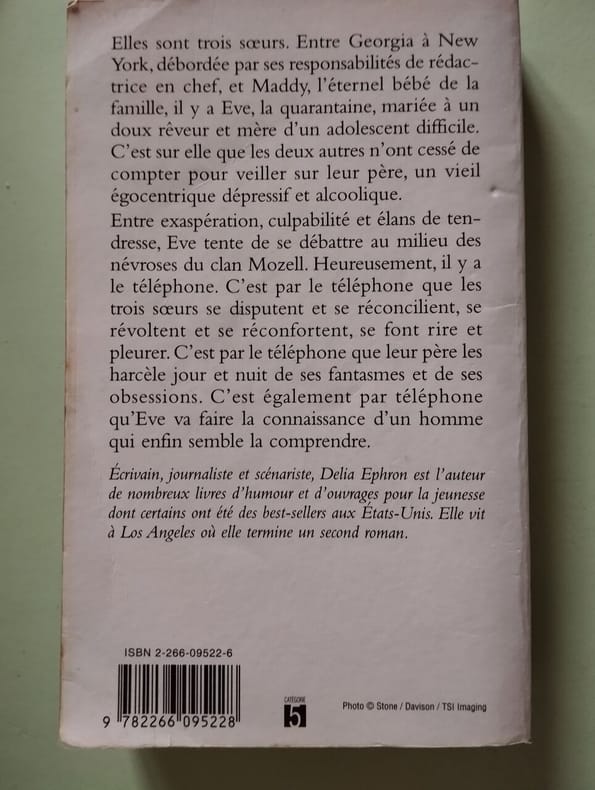 Elles sont trois sœurs. Entre Georgia à New
York, débordée par ses responsabilités de rédac-
trice en chef, et Maddy, l'éternel bébé de la
famille, il y a Eve, la quarantaine, mariée à un
doux rêveur et mère d'un adolescent difficile.
C'est sur elle que les deux autres n'ont cessé de
compter pour veiller sur leur père, un vieil
égocentrique dépressif et alcoolique.
Entre exaspération, culpabilité et élans de ten-
dresse, Eve tente de se débattre au milieu des
névroses du clan Mozell. Heureusement, il y a
le téléphone. C'est par le téléphone que les
trois sœurs se disputent et se réconcilient, se
révoltent et se réconfortent, se font rire et
pleurer. C'est par le téléphone que leur père les
harcèle jour et nuit de ses fantasmes et de ses
obsessions. C'est également par téléphone
qu'Eve va faire la connaissance d'un homme
qui enfin semble la comprendre.
Écrivain, journaliste et scénariste, Delia Ephron est l'auteur
de nombreux livres d'humour et d'ouvrages pour la jeunesse
dont certains ont été des best-sellers aux États-Unis. Elle vit
à Los Angeles où elle termine un second roman.
ISBN 2-266-09522-6
9 782266 095228
CATÉGORIE
5
Photo © Stone / Davison / TSI Imaging